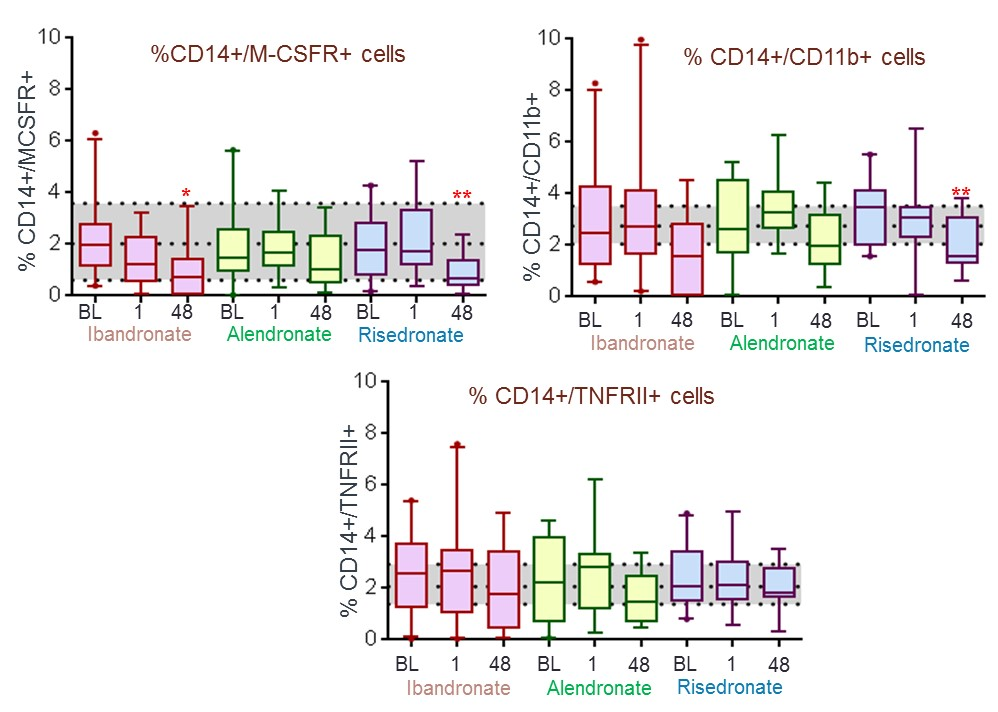 %CD14+/M-CSFR+ cells
% CD14+/MCSFR+
10
8
6
4
2
0
* **
BL 1 48 BL 1 48 BL 1 48
Ibandronate Alendronate Risedronate
% CD14+/CD11b+ cells
% CD14+/CD11b+
10
8
6
4
2
0
**
BL 1 48 BL 1 48 BL 1 48
Ibandronate Alendronate Risedronate
% CD14+/TNFRII+ cells
% CD14+/TNFRII+
10
8
6
4
2
0
BL 1 48 BL 1 48 BL 1 48
Ibandronate Alendronate Risedronate